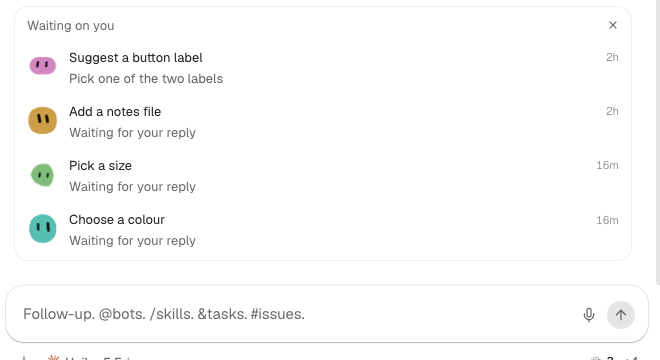 Waiting on you
Suggest a button label
2h
Pick one of the two labels
Add a notes file
2h
Waiting for your reply
Pick a size
16m
Waiting for your reply
Choose a colour
16m
Waiting for your reply
Follow-up. @bots. /skills. &tasks. #issues.